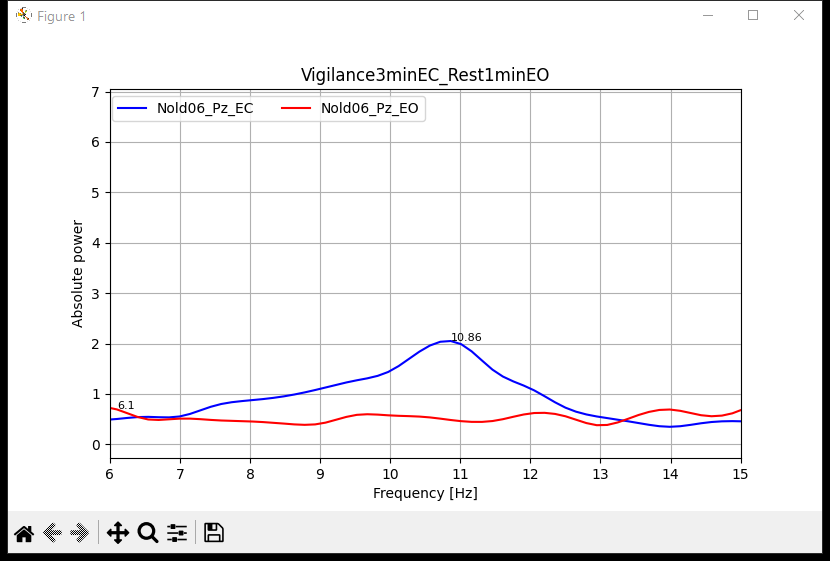 Figure 1
Vigilance3minEC_Rest1minEO
Nold06_Pz_EC
Nold06_Pz_EO
7
6
5
4
3
2
1
0
Absolute power
6.1
10.86
6 7 8 9 10 11 12 13 14 15
Frequency [Hz]